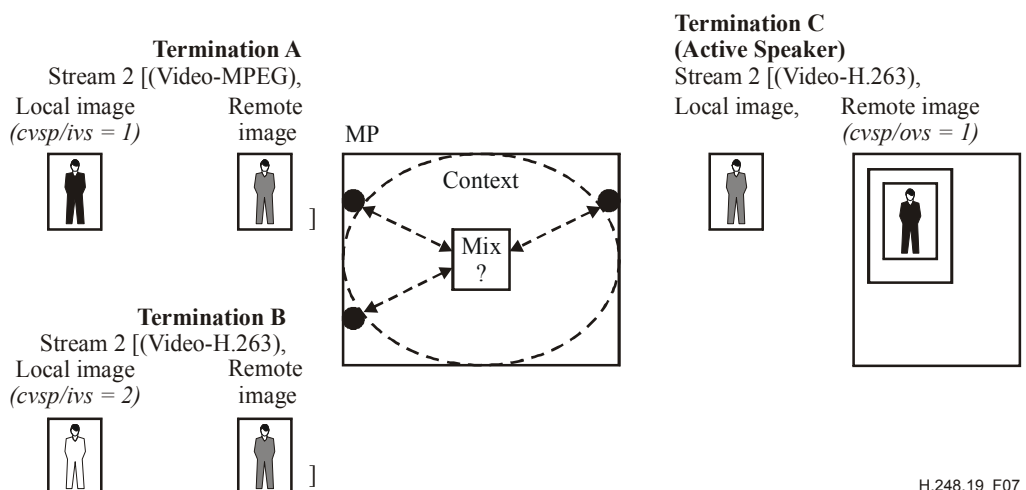 Termination A
Stream 2 [(Video-MPEG),
Local image
(cvsp/ivs = 1)
Remote
image
]
Termination B
Stream 2 [(Video-H.263),
Local image
(cvsp/ivs = 2)
Remote
image
]
MP
Context
Mix
?
Termination C
(Active Speaker)
Stream 2 [(Video-H.263),
Local image,
Remote image
(cvsp/ovs = 1)
H.248.19_F07